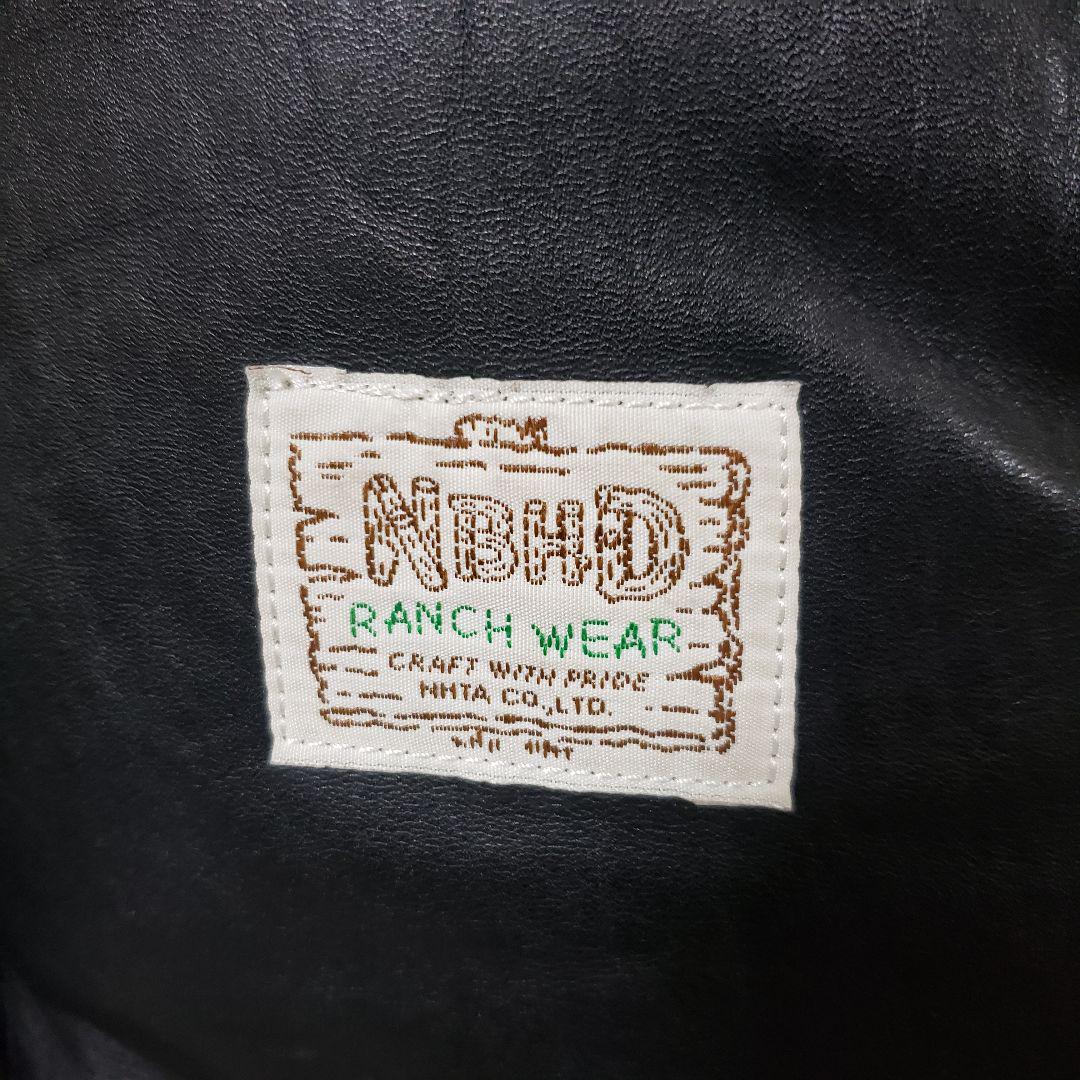 NBHD
RANCH WEAR
CRAFT WITH PRIDE
NHTA CO.,LTD.